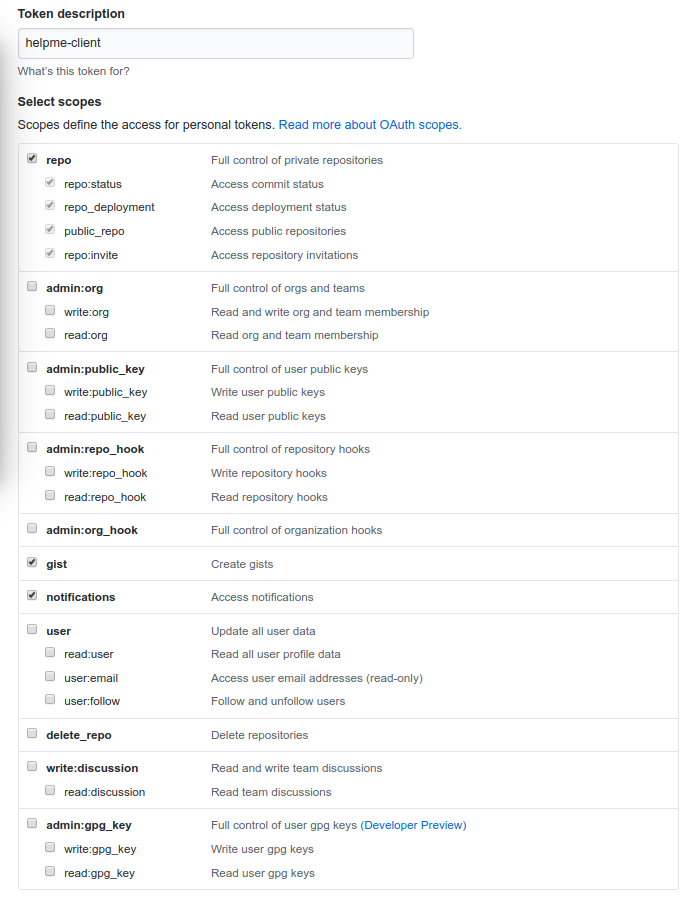 Token description
helpme-client
What's this token for?
Select scopes
Scopes define the access for personal tokens. Read more about OAuth scopes.
repo Full control of private repositories
repo:status Access commit status
repo_deployment Access deployment status
public_repo Access public repositories
repo:invite Access repository invitations
admin:org Full control of orgs and teams
write:org Read and write org and team membership
read:org Read org and team membership
admin:public_key Full control of user public keys
write:public_key Write user public keys
read:public_key Read user public keys
admin:repo_hook Full control of repository hooks
write:repo_hook Write repository hooks
read:repo_hook Read repository hooks
admin:org_hook Full control of organization hooks
gist Create gists
notifications Access notifications
user Update all user data
read:user Read all user profile data
user:email Access user email addresses (read-only)
user:follow Follow and unfollow users
delete_repo Delete repositories
write:discussion Read and write team discussions
read:discussion Read team discussions
admin:gpg_key Full control of user gpg keys (Developer Preview)
write:gpg_key Write user gpg keys
read:gpg_key Read user gpg keys